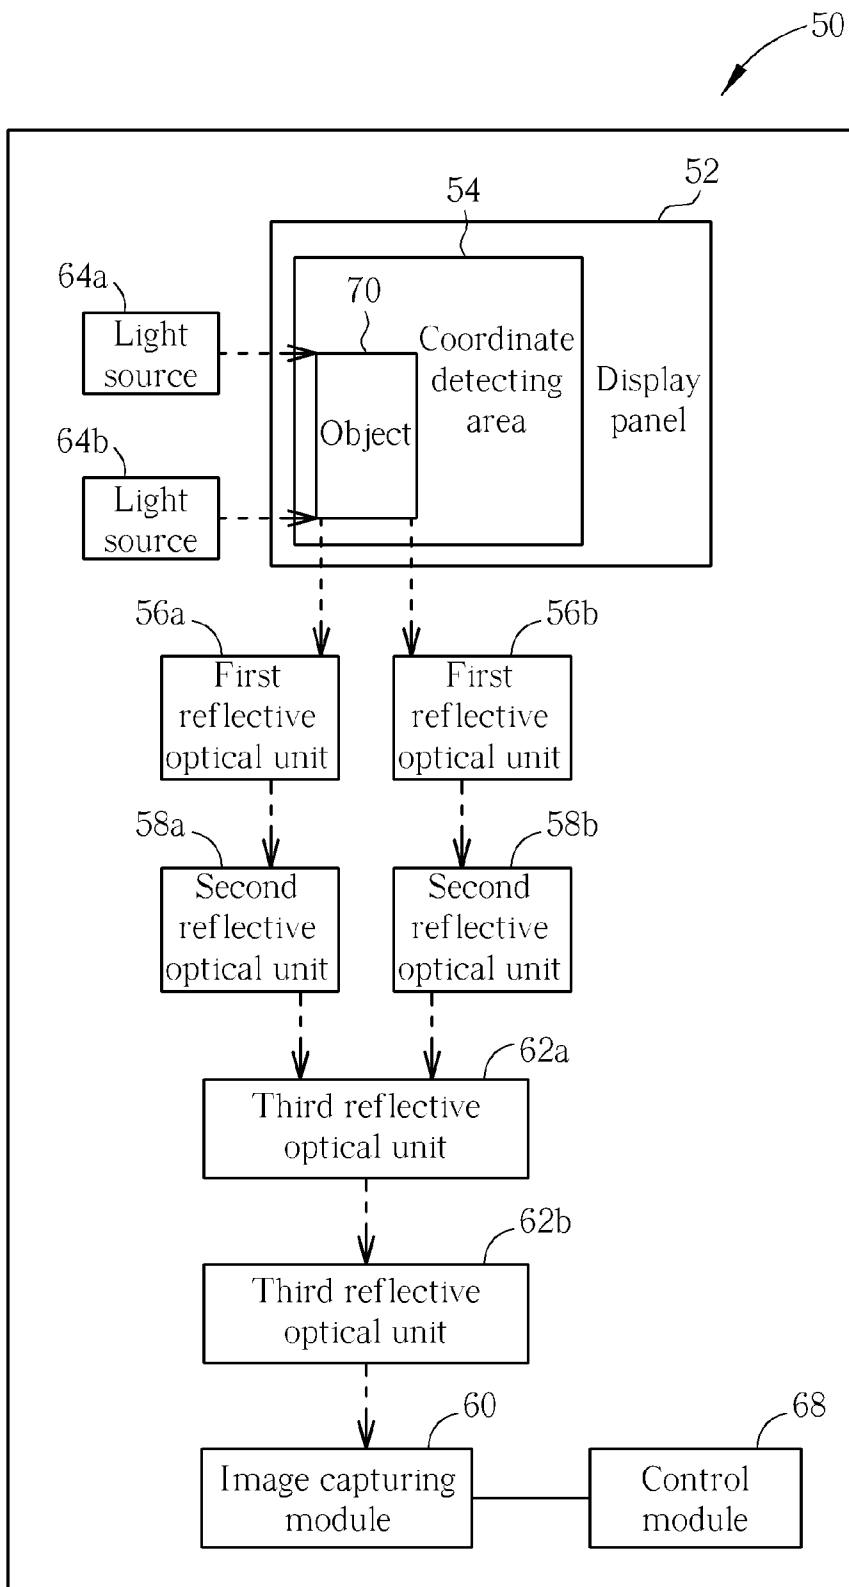 50
52
54
64a
70
Light
source
Coordinate
detecting
area
Display
panel
Object
64b
Light
source
56a
56b
First
reflective
optical unit
First
reflective
optical unit
58a
58b
Second
reflective
optical unit
Second
reflective
optical unit
62a
Third reflective
optical unit
62b
Third reflective
optical unit
60
68
Image capturing
module
Control
module